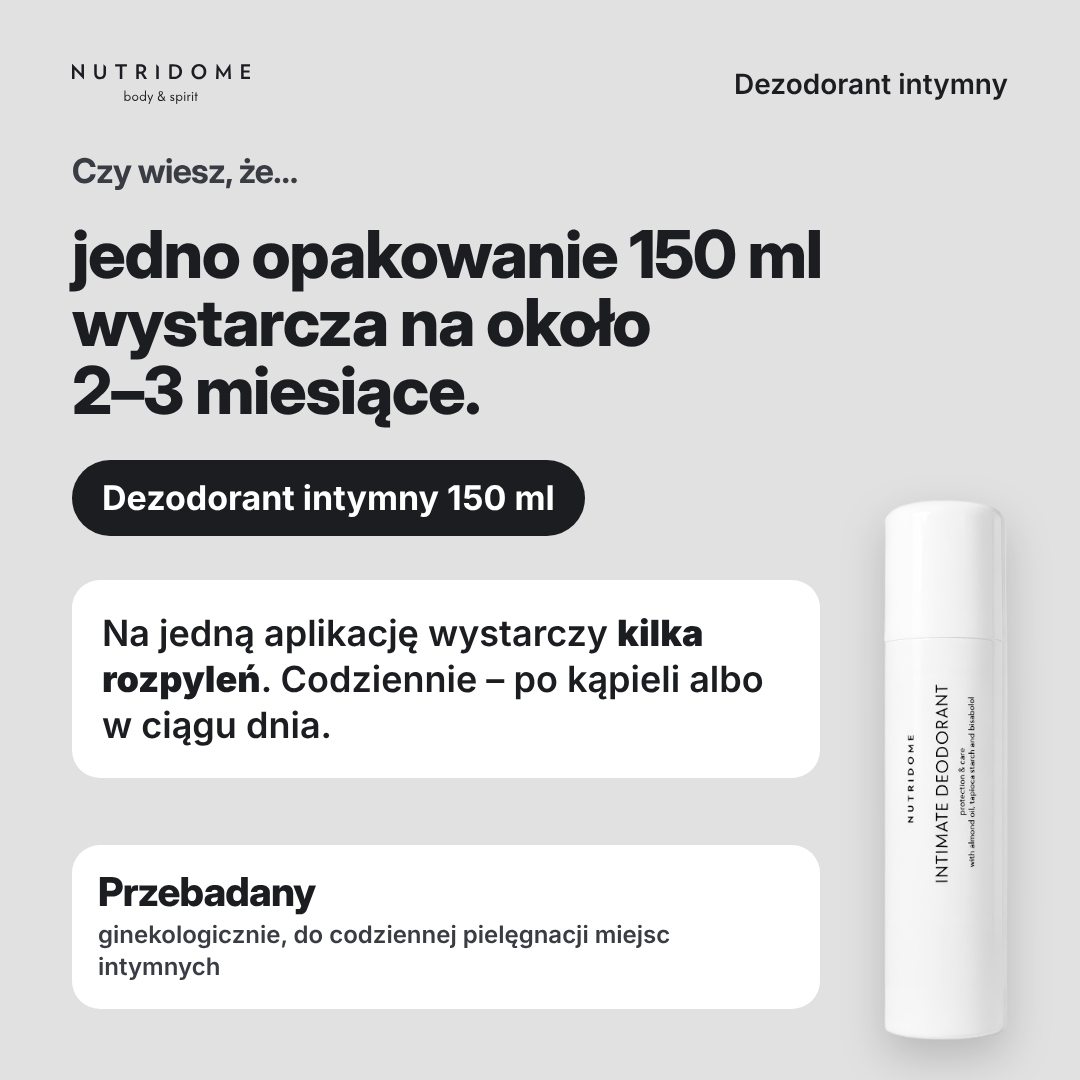 NUTRIDOME
body & spirit
Dezodorant intymny
Czy wiesz, że...
jedno opakowanie 150 ml
wystarcza na około
2–3 miesiące.
Dezodorant intymny 150 ml
Na jedną aplikację wystarczy kilka
rozpyleń. Codziennie – po kąpieli albo
w ciągu dnia.
Przebadany
ginekologicznie, do codziennej pielęgnacji miejsc
intymnych
NUTRIDOME
INTIMATE DEODORANT
protection & care
with almond oil, tapioca starch and bisabolol